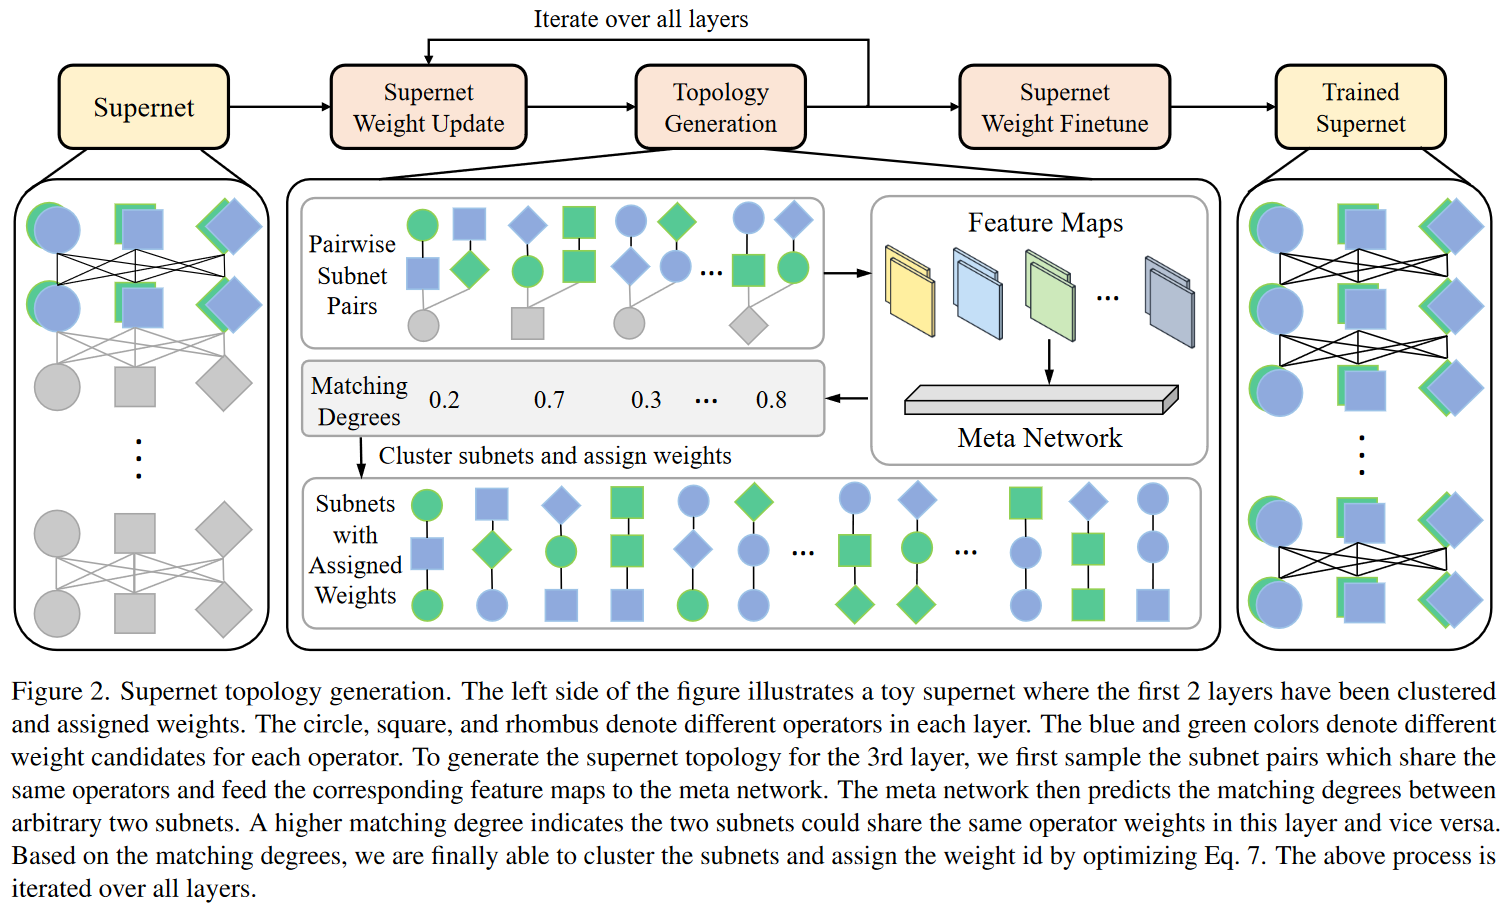 Iterate over all layers
Supernet
Supernet
Weight Update
Topology
Generation
Supernet
Weight Finetune
Trained
Supernet
Pairwise
Subnet
Pairs
...
Feature Maps
...
Meta Network
Matching
Degrees
0.2 0.7 0.3 ... 0.8
Cluster subnets and assign weights
Subnets
with
Assigned
Weights
... ...
Figure 2. Supernet topology generation. The left side of the figure illustrates a toy supernet where the first 2 layers have been clustered
and assigned weights. The circle, square, and rhombus denote different operators in each layer. The blue and green colors denote different
weight candidates for each operator. To generate the supernet topology for the 3rd layer, we first sample the subnet pairs which share the
same operators and feed the corresponding feature maps to the meta network. The meta network then predicts the matching degrees between
arbitrary two subnets. A higher matching degree indicates the two subnets could share the same operator weights in this layer and vice versa.
Based on the matching degrees, we are finally able to cluster the subnets and assign the weight id by optimizing Eq. 7. The above process is
iterated over all layers.